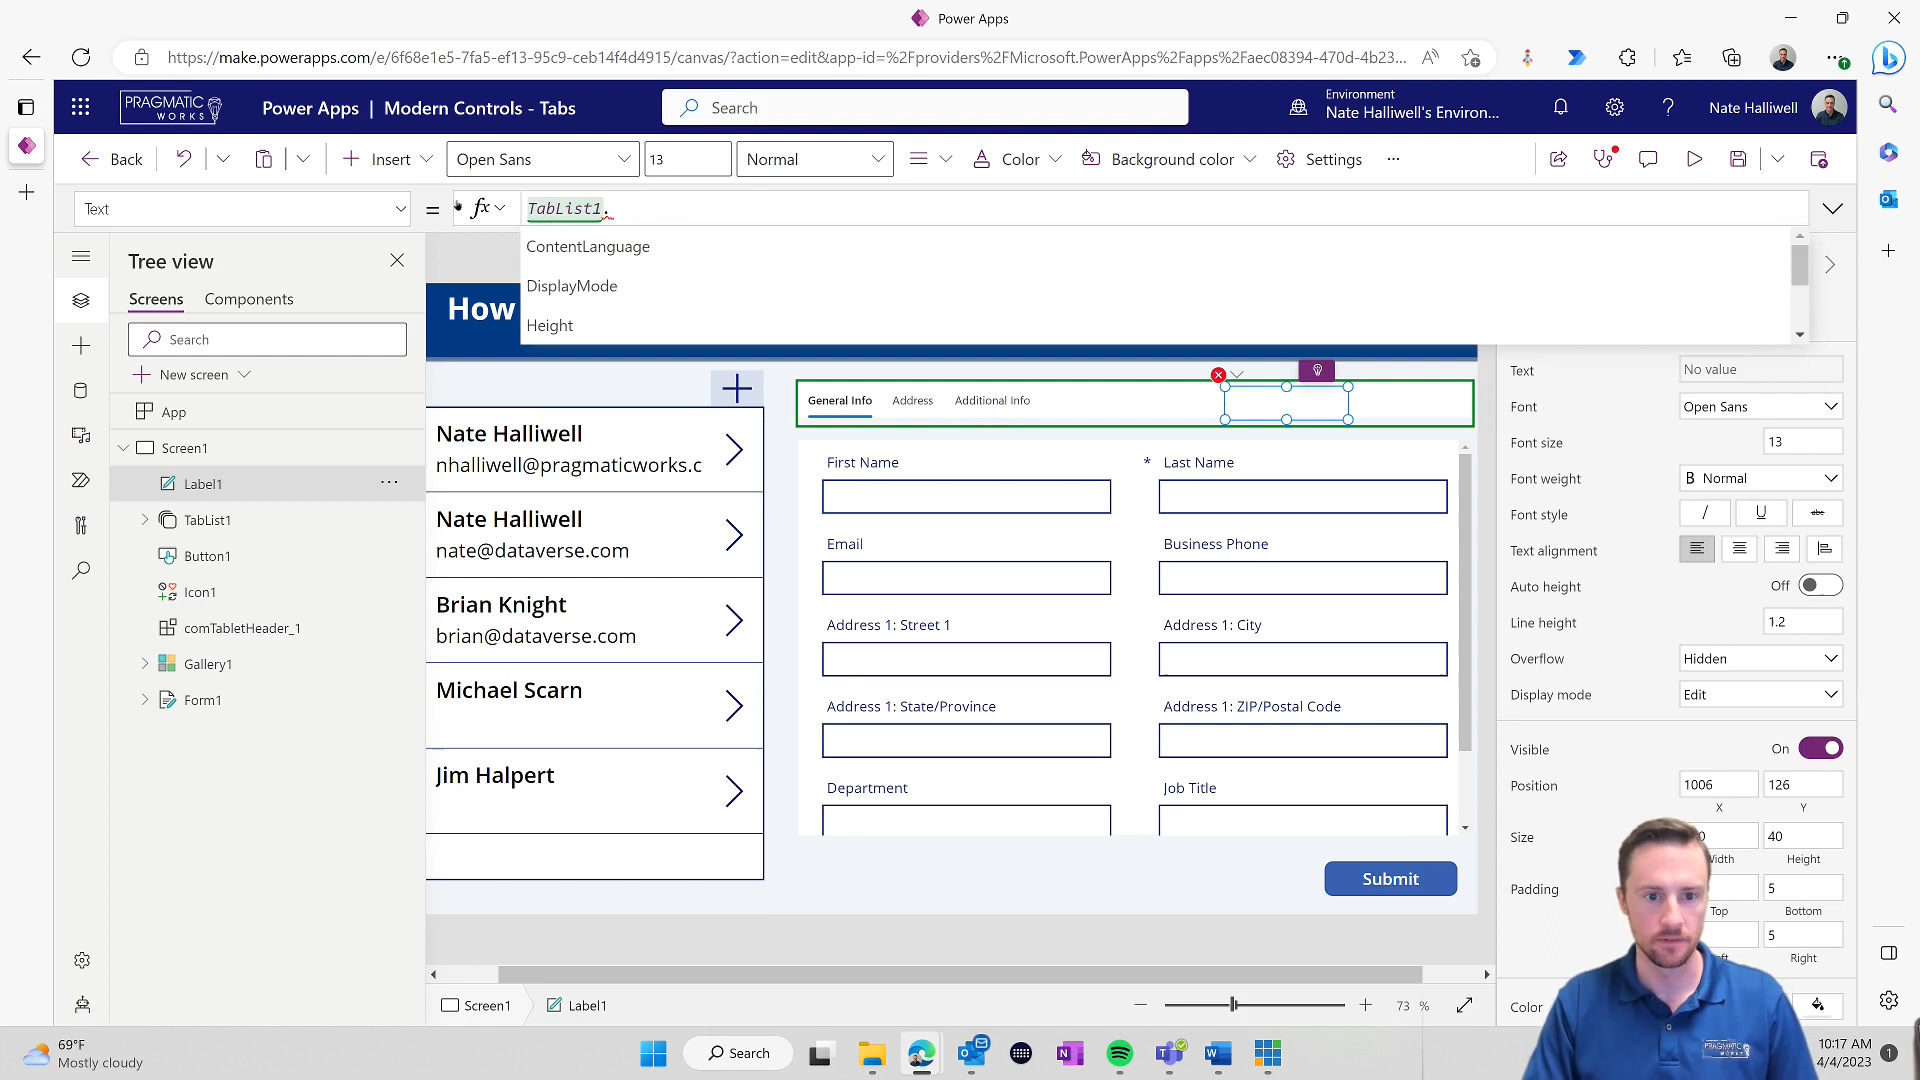 Power Apps
https://make.powerapps.com/e/6f68e1e5-7fa5-ef13-95c9-ceb14f4d4915/canvas/?action=edit&app-id=%2Fproviders%2FMicrosoft.PowerApps%2Fapps%2Faec08394-470d-4b23...
PRAGMATIC WORKS
Power Apps | Modern Controls - Tabs
Search
Environment
Nate Halliwell's Environ...
Nate Halliwell
Back
Insert
Open Sans
13
Normal
Color
Background color
Settings
Text
=
fx
TabList1.
ContentLanguage
DisplayMode
Height
Tree view
Screens
Components
Search
New screen
App
Screen1
Label1
TabList1
Button1
Icon1
comTabletHeader_1
Gallery1
Form1
How
Nate Halliwell
nhalliwell@pragmaticworks.c
Nate Halliwell
nate@dataverse.com
Brian Knight
brian@dataverse.com
Michael Scarn
Jim Halpert
General Info
Address
Additional Info
First Name
* Last Name
Email
Business Phone
Address 1: Street 1
Address 1: City
Address 1: State/Province
Address 1: ZIP/Postal Code
Department
Job Title
Submit
Text
No value
Font
Open Sans
Font size
13
Font weight
B Normal
Font style
/
U
abc
Text alignment
Auto height
Off
Line height
1.2
Overflow
Hidden
Display mode
Edit
Visible
On
Position
1006
126
X
Y
Size
40
Height
Padding
5
Top
Bottom
5
Right
Color
Screen1
Label1
73 %
69°F
Mostly cloudy
Search
PRAGMATIC WORKS
10:17 AM
4/4/2023
1